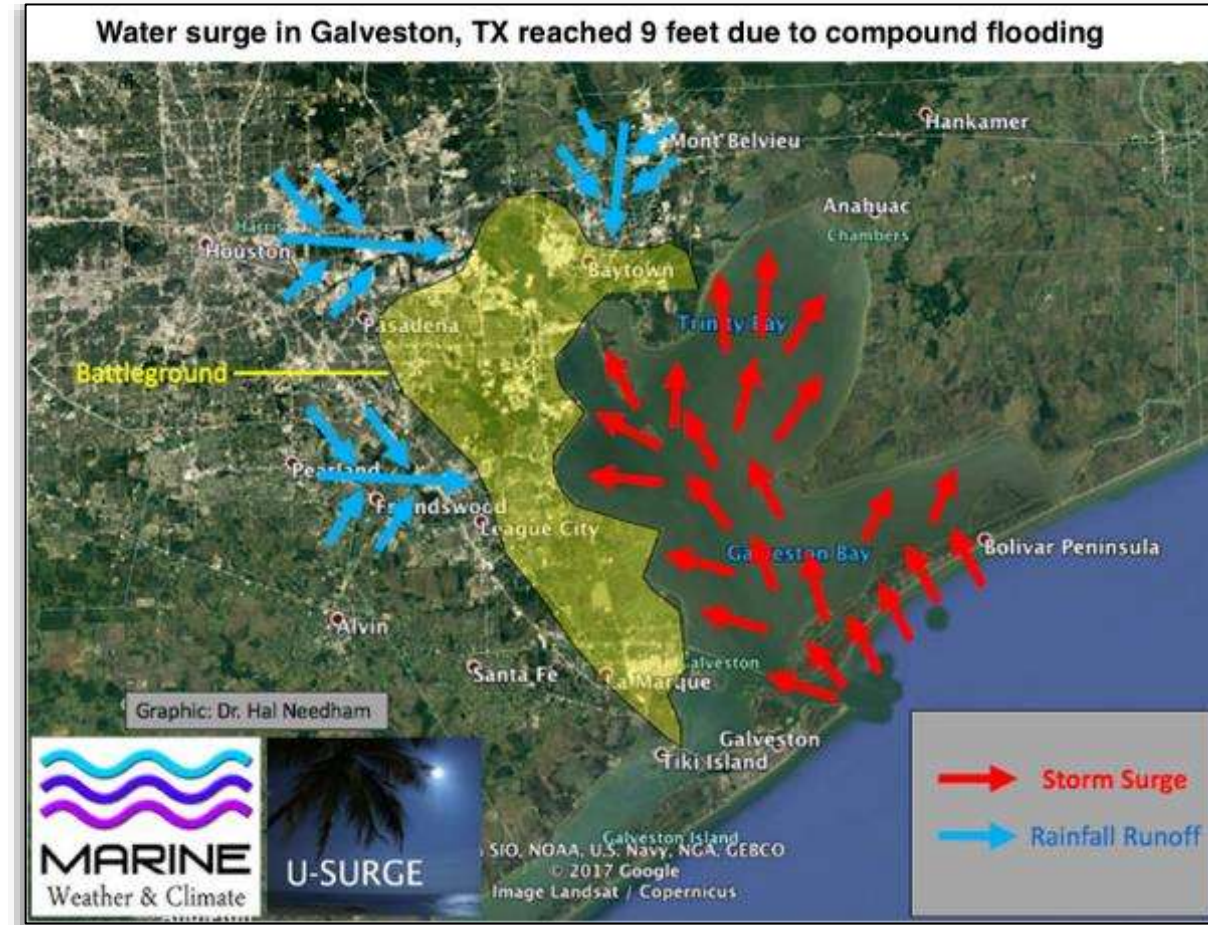 Water surge in Galveston, TX reached 9 feet due to compound flooding
Hankamer
Mont Belvieu
Anahuac
Chambers
Harris
Houston
Baytown
Trinity Bay
Pasadena
Battleground
Pearland
Friendswood
League City
Galveston Bay
Bolivar Peninsula
Alvin
Galveston
Santa Fe
La Marque
Graphic: Dr. Hal Needham
Galveston
Tiki Island
Storm Surge
Rainfall Runoff
Galveston Island
SIO, NOAA, U.S. Navy, NGA, GEBCO
© 2017 Google
Image Landsat / Copernicus
MARINE
Weather & Climate
U-SURGE